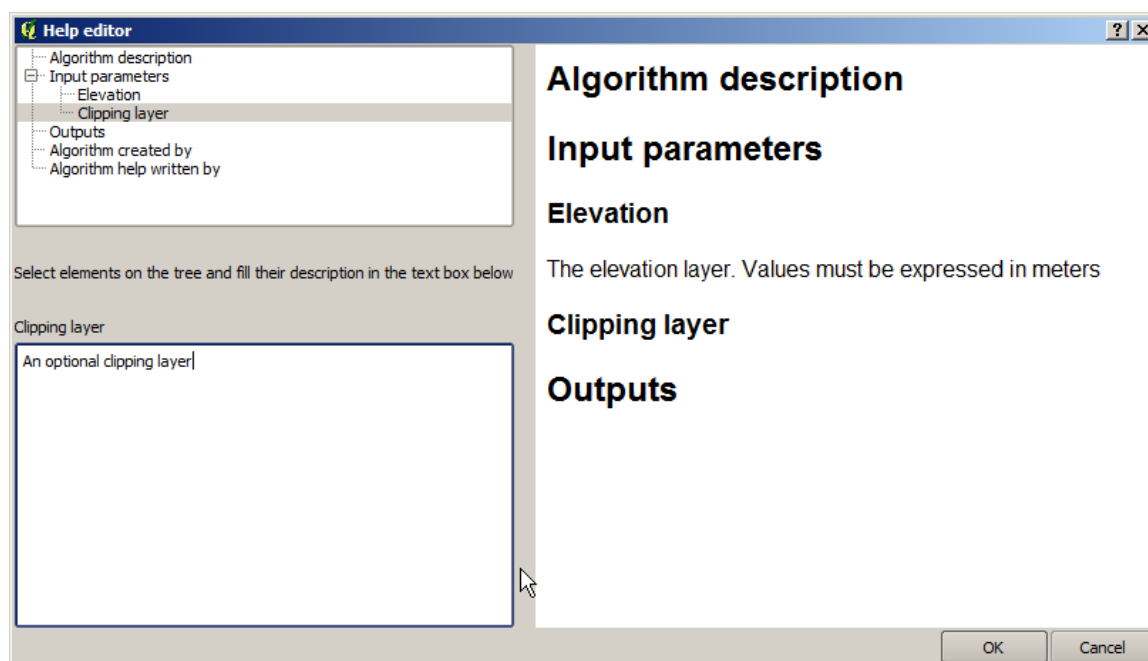 Help editor
Algorithm description
Input parameters
Elevation
Clipping layer
Outputs
Algorithm created by
Algorithm help written by
Select elements on the tree and fill their description in the text box below
Clipping layer
An optional clipping layer
Algorithm description
Input parameters
Elevation
The elevation layer. Values must be expressed in meters
Clipping layer
Outputs
OK
Cancel